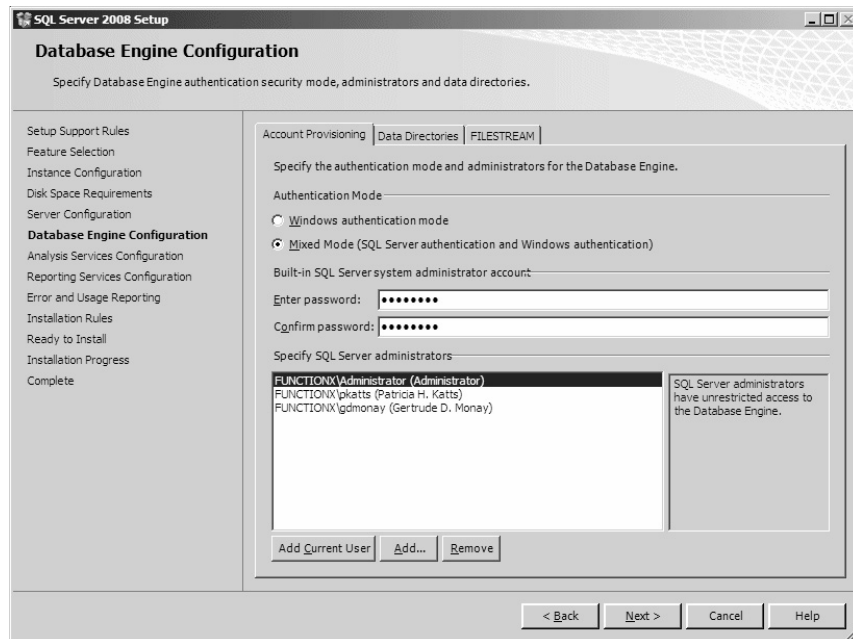 SQL Server 2008 Setup
Database Engine Configuration
Specify Database Engine authentication security mode, administrators and data directories.
Setup Support Rules
Feature Selection
Instance Configuration
Disk Space Requirements
Server Configuration
Database Engine Configuration
Analysis Services Configuration
Reporting Services Configuration
Error and Usage Reporting
Installation Rules
Ready to Install
Installation Progress
Complete
Account Provisioning Data Directories FILESTREAM
Specify the authentication mode and administrators for the Database Engine.
Authentication Mode
Windows authentication mode
Mixed Mode (SQL Server authentication and Windows authentication)
Built-in SQL Server system administrator account
Enter password: ●●●●●●●●
Confirm password: ●●●●●●●●
Specify SQL Server administrators
FUNCTIONX\Administrator (Administrator)
FUNCTIONX\pkatts (Patricia H. Katts)
FUNCTIONX\gdmonay (Gertrude D. Monay)
SQL Server administrators
have unrestricted access to
the Database Engine.
Add Current User Add... Remove
< Back Next > Cancel Help